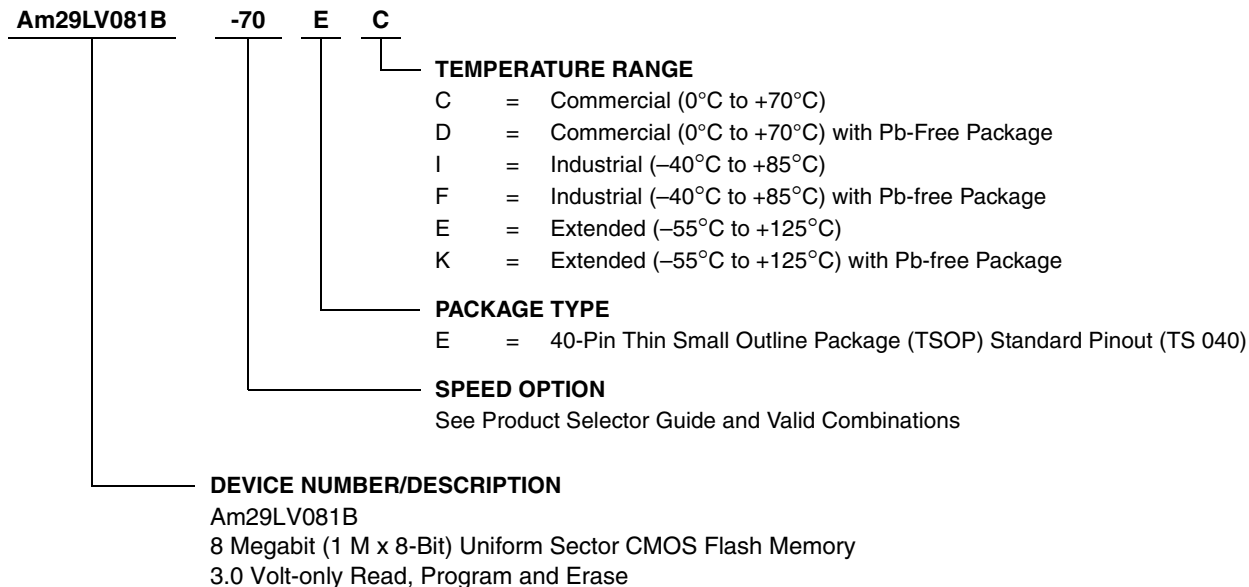 Am29LV081B -70 E C
TEMPERATURE RANGE
C = Commercial (0°C to +70°C)
D = Commercial (0°C to +70°C) with Pb-Free Package
I = Industrial (–40°C to +85°C)
F = Industrial (–40°C to +85°C) with Pb-free Package
E = Extended (–55°C to +125°C)
K = Extended (–55°C to +125°C) with Pb-free Package
PACKAGE TYPE
E = 40-Pin Thin Small Outline Package (TSOP) Standard Pinout (TS 040)
SPEED OPTION
See Product Selector Guide and Valid Combinations
DEVICE NUMBER/DESCRIPTION
Am29LV081B
8 Megabit (1 M x 8-Bit) Uniform Sector CMOS Flash Memory
3.0 Volt-only Read, Program and Erase